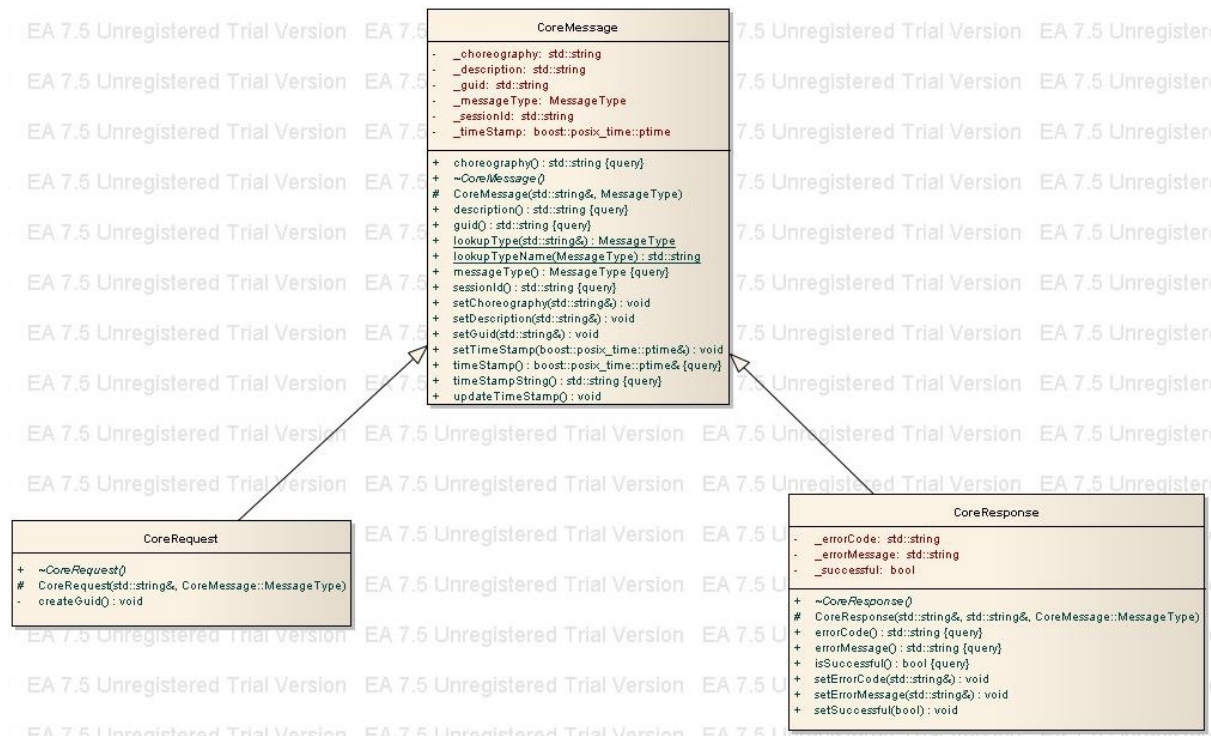 CoreMessage
- _choreography: std::string
- _description: std::string
- _guid: std::string
- _messageType: MessageType
- _sessionId: std::string
- _timeStamp: boost::posix_time::ptime
+ choreography() : std::string {query}
+ ~CoreMessage()
# CoreMessage(std::string&, MessageType)
+ description() : std::string {query}
+ guid() : std::string {query}
+ lookupType(std::string&) : MessageType
+ lookupTypeName(MessageType) : std::string
+ messageType() : MessageType {query}
+ sessionId() : std::string {query}
+ setChoreography(std::string&) : void
+ setDescription(std::string&) : void
+ setGuid(std::string&) : void
+ setTimeStamp(boost::posix_time::ptime&) : void
+ timeStamp() : boost::posix_time::ptime& {query}
+ timeStampString() : std::string {query}
+ updateTimeStamp() : void
CoreRequest
+ ~CoreRequest()
# CoreRequest(std::string&, CoreMessage::MessageType)
- createGuid() : void
CoreResponse
- _errorCode: std::string
- _errorMessage: std::string
- _successful: bool
+ ~CoreResponse()
# CoreResponse(std::string&, std::string&, CoreMessage::MessageType)
+ errorCode() : std::string {query}
+ errorMessage() : std::string {query}
+ isSuccessful() : bool {query}
+ setErrorCode(std::string&) : void
+ setErrorMessage(std::string&) : void
+ setSuccessful(bool) : void
EA 7.5 Unregistered Trial Version